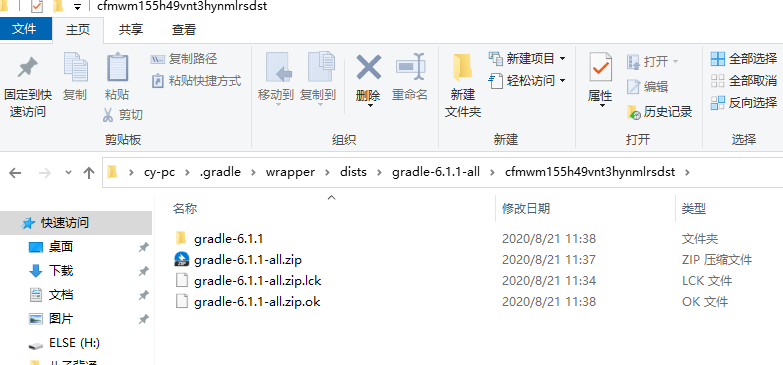 cfmwm155h49vnt3hynmlrsdst
文件 主页 共享 查看
固定到快速访问
复制
粘贴
复制路径
粘贴快捷方式
剪切
剪贴板
移动到 复制到 删除 重命名
组织
新建文件夹
新建项目
轻松访问
新建
属性
打开
编辑
历史记录
打开
全部选择
全部取消
反向选择
选择
cy-pc › .gradle › wrapper › dists › gradle-6.1.1-all › cfmwm155h49vnt3hynmlrsdst ›
快速访问
桌面
下载
文档
图片
ELSE (H:)
名称 修改日期 类型
gradle-6.1.1 2020/8/21 11:38 文件夹
gradle-6.1.1-all.zip 2020/8/21 11:37 ZIP 压缩文件
gradle-6.1.1-all.zip.lck 2020/8/21 11:34 LCK 文件
gradle-6.1.1-all.zip.ok 2020/8/21 11:38 OK 文件